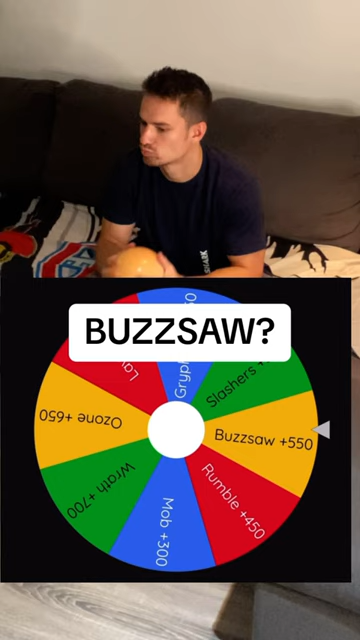 BUZZSAW?
Slashers
Buzzsaw +550
Rumble +450
Mob +300
Wrath +700
Ozone +650